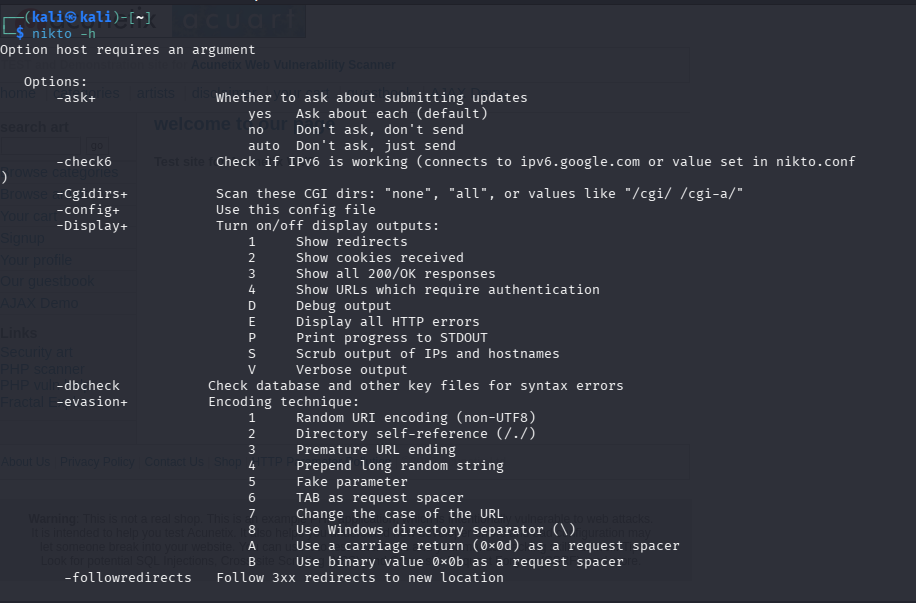 (kali㉿kali)-[~]
$ nikto -h
Option host requires an argument
Options:
-ask+ Whether to ask about submitting updates
yes Ask about each (default)
no Don't ask, don't send
auto Don't ask, just send
-check6 Check if IPv6 is working (connects to ipv6.google.com or value set in nikto.conf
)
-Cgidirs+ Scan these CGI dirs: "none", "all", or values like "/cgi/ /cgi-a/"
-config+ Use this config file
-Display+ Turn on/off display outputs:
1 Show redirects
2 Show cookies received
3 Show all 200/OK responses
4 Show URLs which require authentication
D Debug output
E Display all HTTP errors
P Print progress to STDOUT
S Scrub output of IPs and hostnames
V Verbose output
-dbcheck Check database and other key files for syntax errors
-evasion+ Encoding technique:
1 Random URI encoding (non-UTF8)
2 Directory self-reference (/./)
3 Premature URL ending
4 Prepend long random string
5 Fake parameter
6 TAB as request spacer
7 Change the case of the URL
8 Use Windows directory separator (\)
A Use a carriage return (0×0d) as a request spacer
B Use binary value 0×0b as a request spacer
-followredirects Follow 3xx redirects to new location